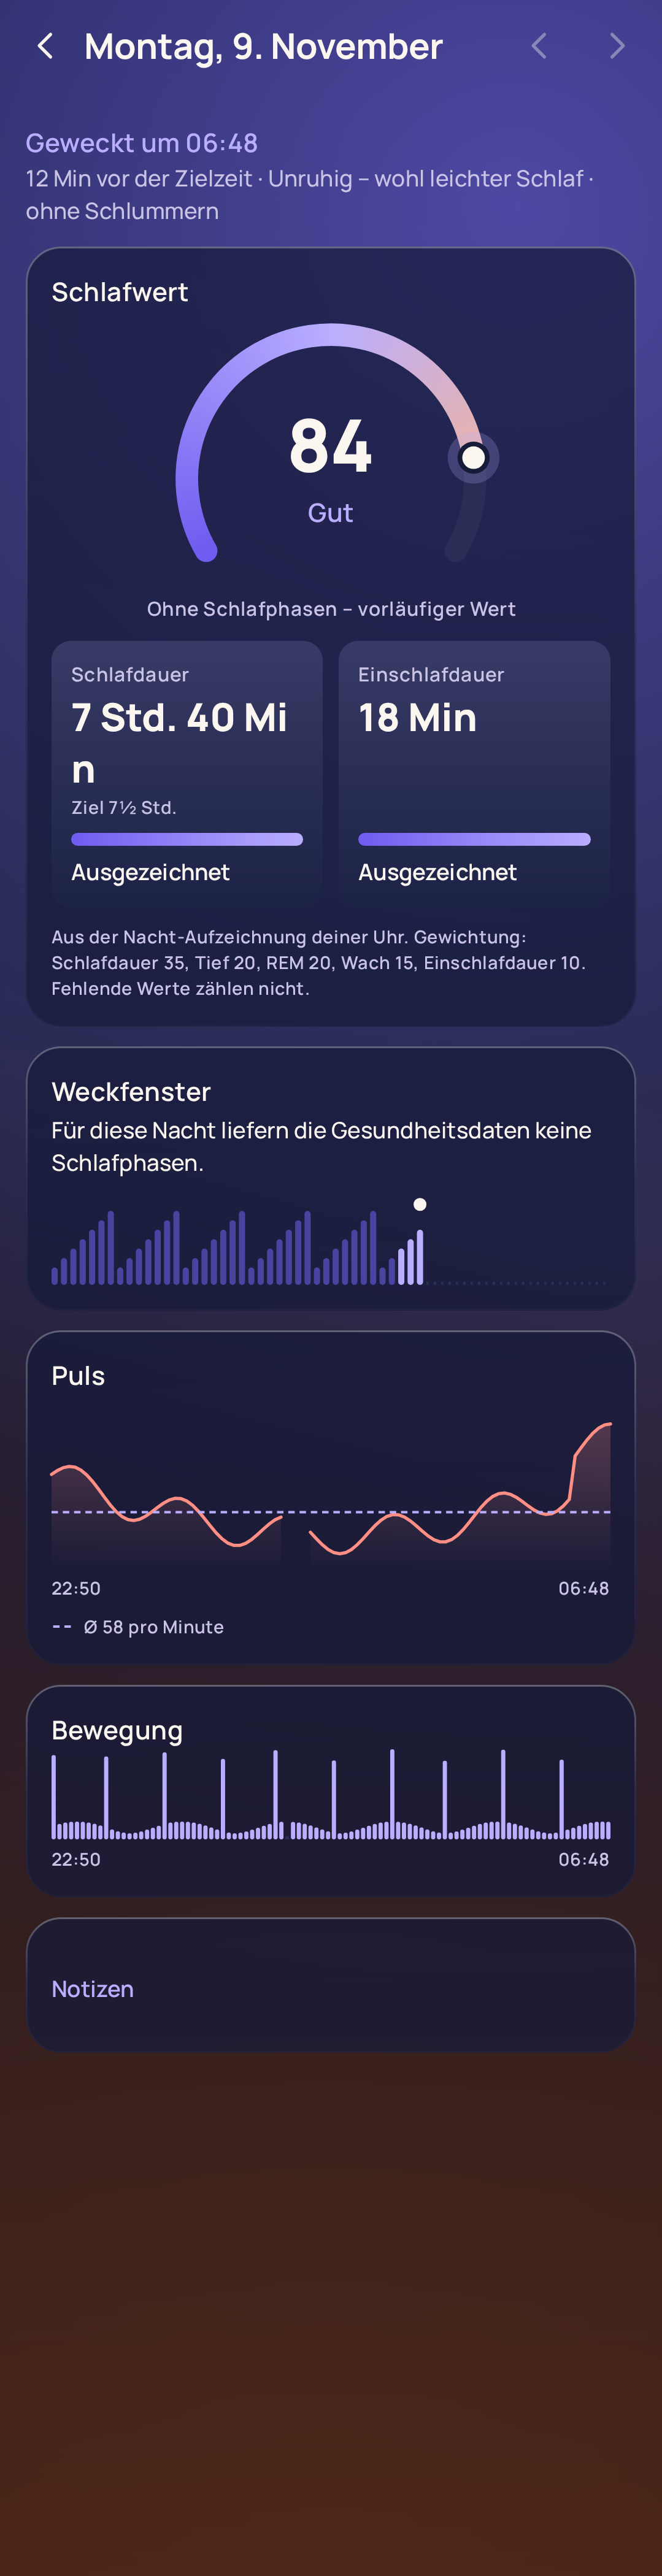 Montag, 9. November
Geweckt um 06:48
12 Min vor der Zielzeit · Unruhig – wohl leichter Schlaf ·
ohne Schlummern
Schlafwert
84
Gut
Ohne Schlafphasen – vorläufiger Wert
Schlafdauer
7 Std. 40 Mi
n
Ziel 7½ Std.
Ausgezeichnet
Einschlafdauer
18 Min
Ausgezeichnet
Aus der Nacht-Aufzeichnung deiner Uhr. Gewichtung:
Schlafdauer 35, Tief 20, REM 20, Wach 15, Einschlafdauer 10.
Fehlende Werte zählen nicht.
Weckfenster
Für diese Nacht liefern die Gesundheitsdaten keine
Schlafphasen.
Puls
22:50 06:48
-- Ø 58 pro Minute
Bewegung
22:50 06:48
Notizen